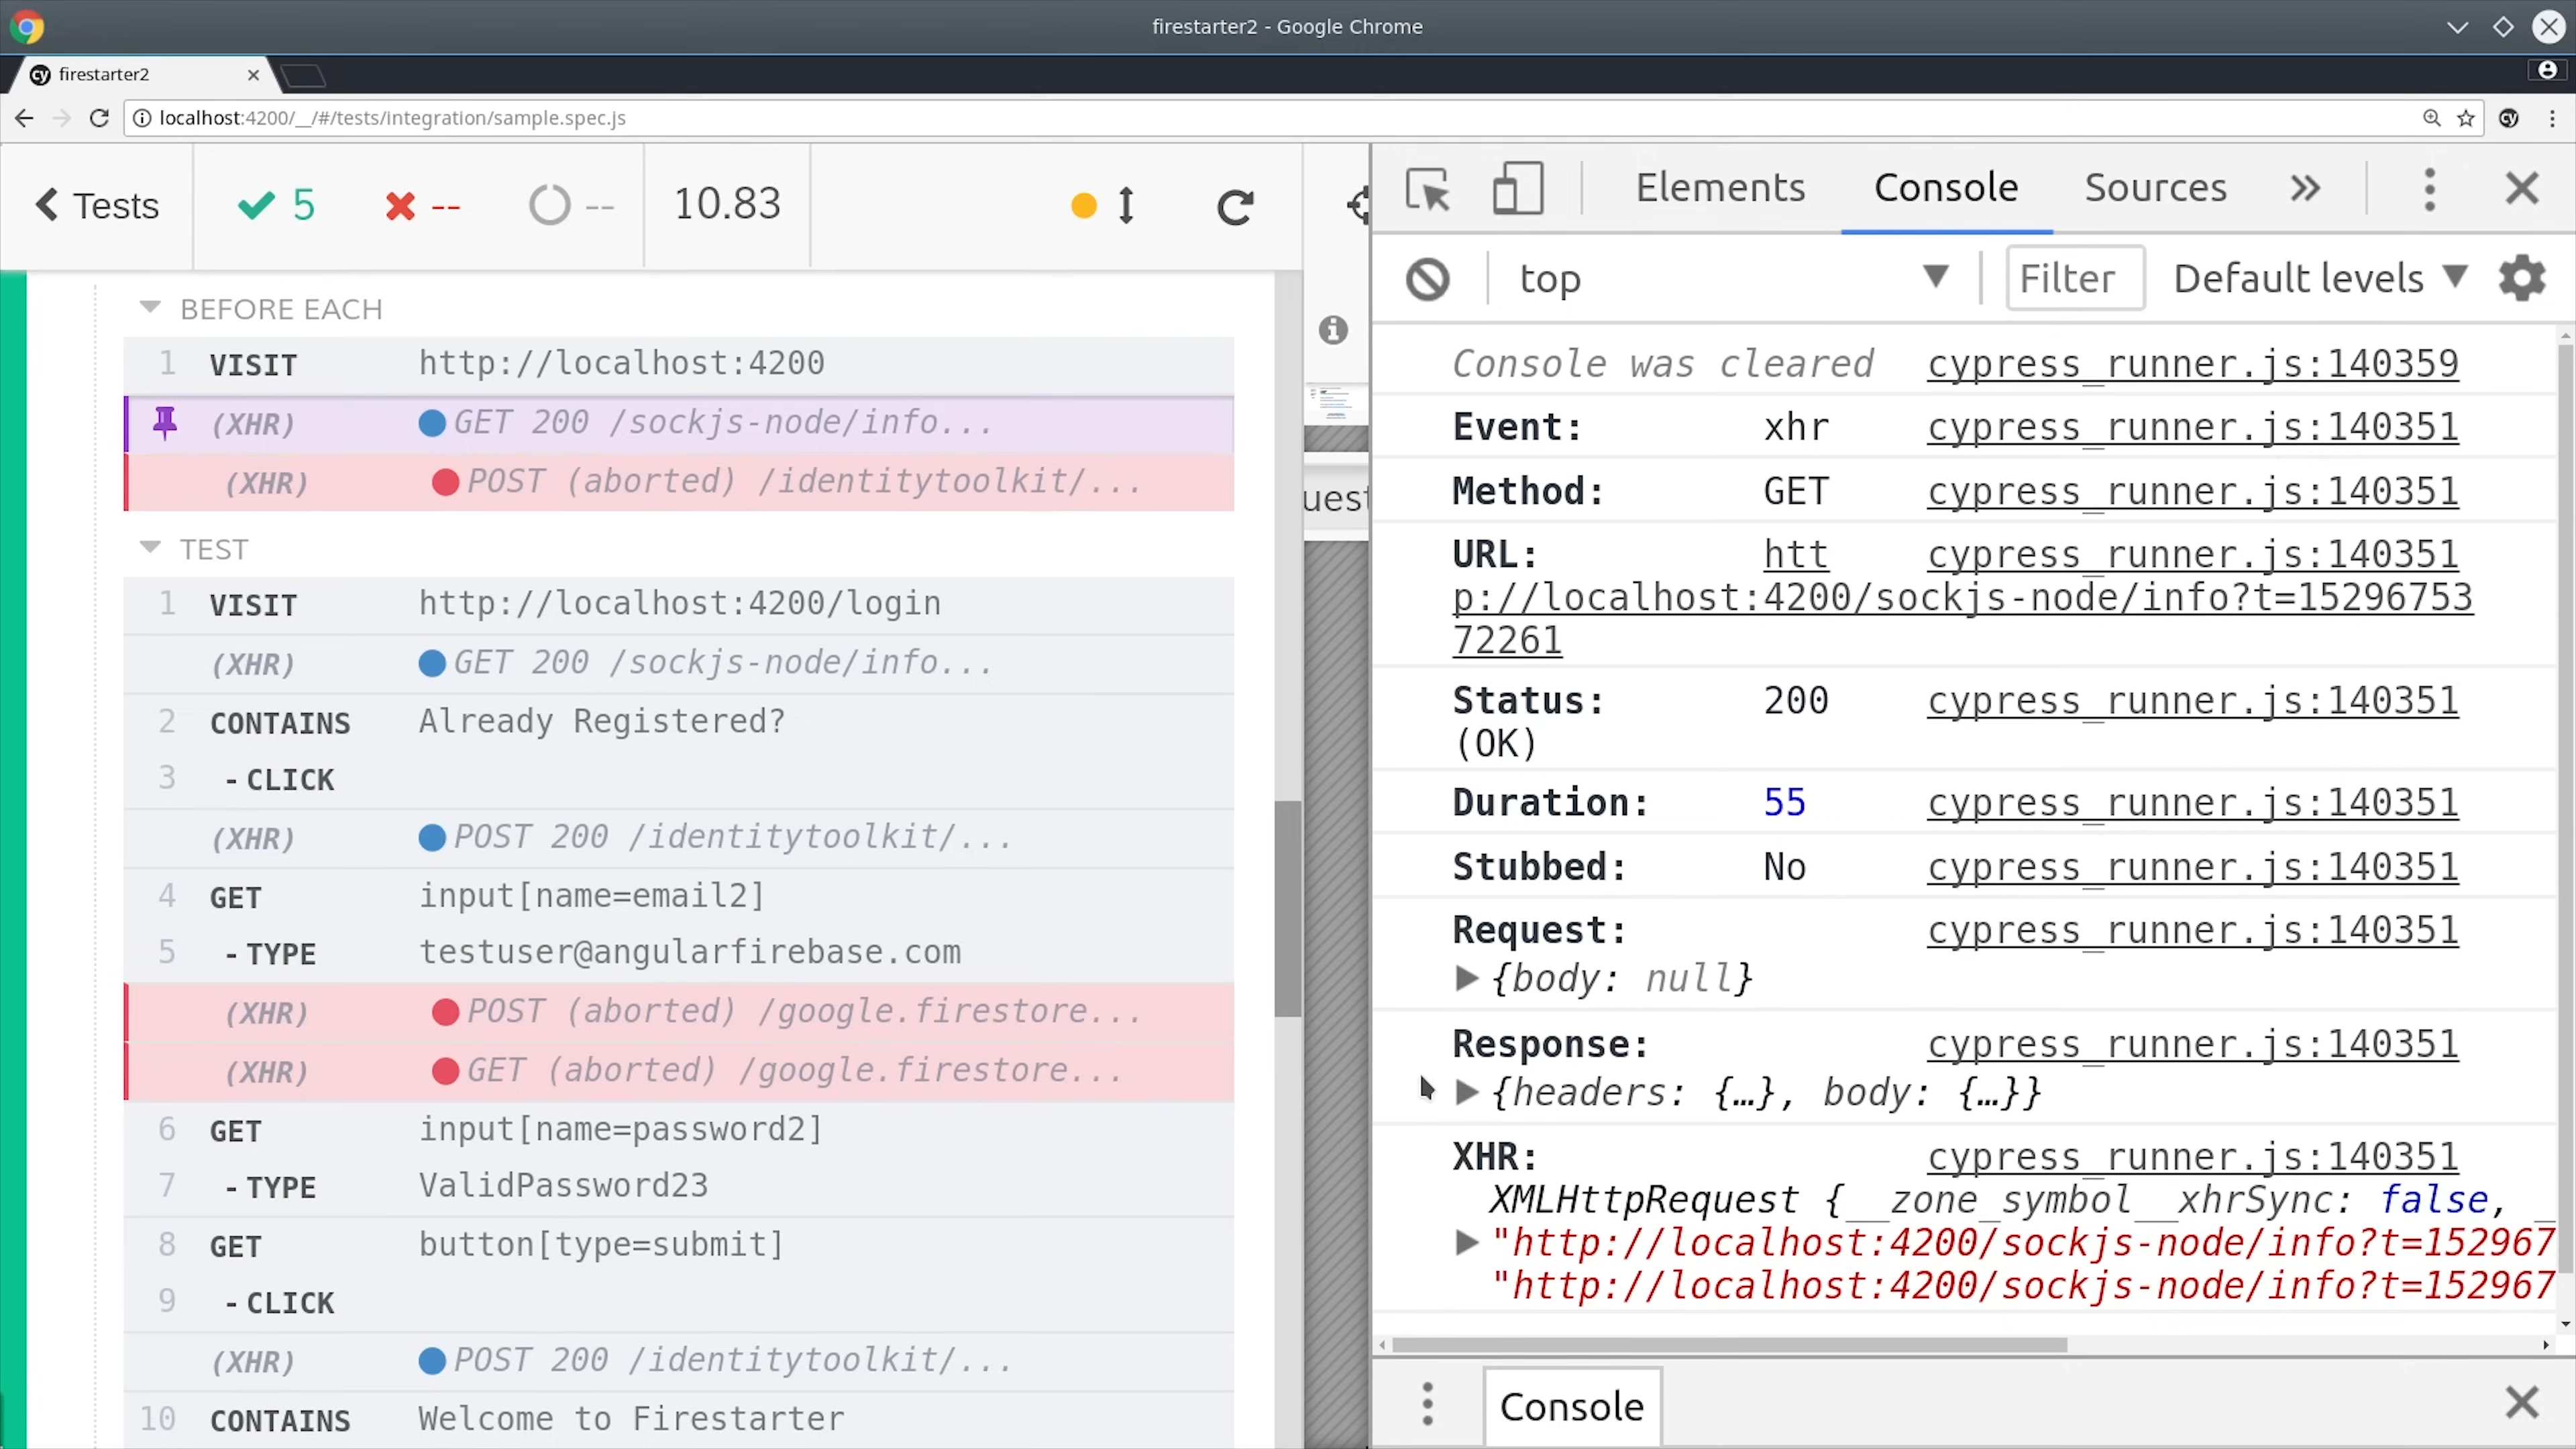 firestarter2 - Google Chrome
firestarter2
localhost:4200/__/#/tests/integration/sample.spec.js
Tests
5
--
--
10.83
BEFORE EACH
1 VISIT http://localhost:4200
(XHR) GET 200 /sockjs-node/info...
(XHR) POST (aborted) /identitytoolkit/...
TEST
1 VISIT http://localhost:4200/login
(XHR) GET 200 /sockjs-node/info...
2 CONTAINS Already Registered?
3 - CLICK
(XHR) POST 200 /identitytoolkit/...
4 GET input[name=email2]
5 - TYPE testuser@angularfirebase.com
(XHR) POST (aborted) /google.firestore...
(XHR) GET (aborted) /google.firestore...
6 GET input[name=password2]
7 - TYPE ValidPassword23
8 GET button[type=submit]
9 - CLICK
(XHR) POST 200 /identitytoolkit/...
10 CONTAINS Welcome to Firestarter
uest
Elements Console Sources
top Filter Default levels
Console was cleared cypress_runner.js:140359
Event: xhr cypress_runner.js:140351
Method: GET cypress_runner.js:140351
URL: htt cypress_runner.js:140351
p://localhost:4200/sockjs-node/info?t=15296753
72261
Status: 200 cypress_runner.js:140351
(OK)
Duration: 55 cypress_runner.js:140351
Stubbed: No cypress_runner.js:140351
Request: cypress_runner.js:140351
{body: null}
Response: cypress_runner.js:140351
{headers: {…}, body: {…}}
XHR: cypress_runner.js:140351
XMLHttpRequest {__zone_symbol__xhrSync: false, _
"http://localhost:4200/sockjs-node/info?t=152967
"http://localhost:4200/sockjs-node/info?t=152967
Console